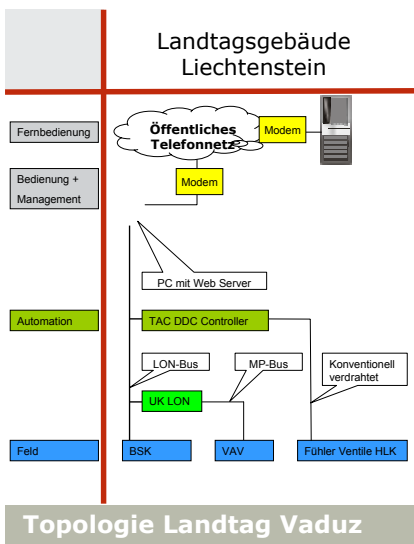 Landtagsgebäude
Liechtenstein
Fernbedienung
Öffentliches
Telefonnetz
Modem
Bedienung +
Management
Modem
PC mit Web Server
Automation
TAC DDC Controller
LON-Bus
MP-Bus
Konventionell
verdrahtet
UK LON
Feld
BSK
VAV
Fühler Ventile HLK
Topologie Landtag Vaduz